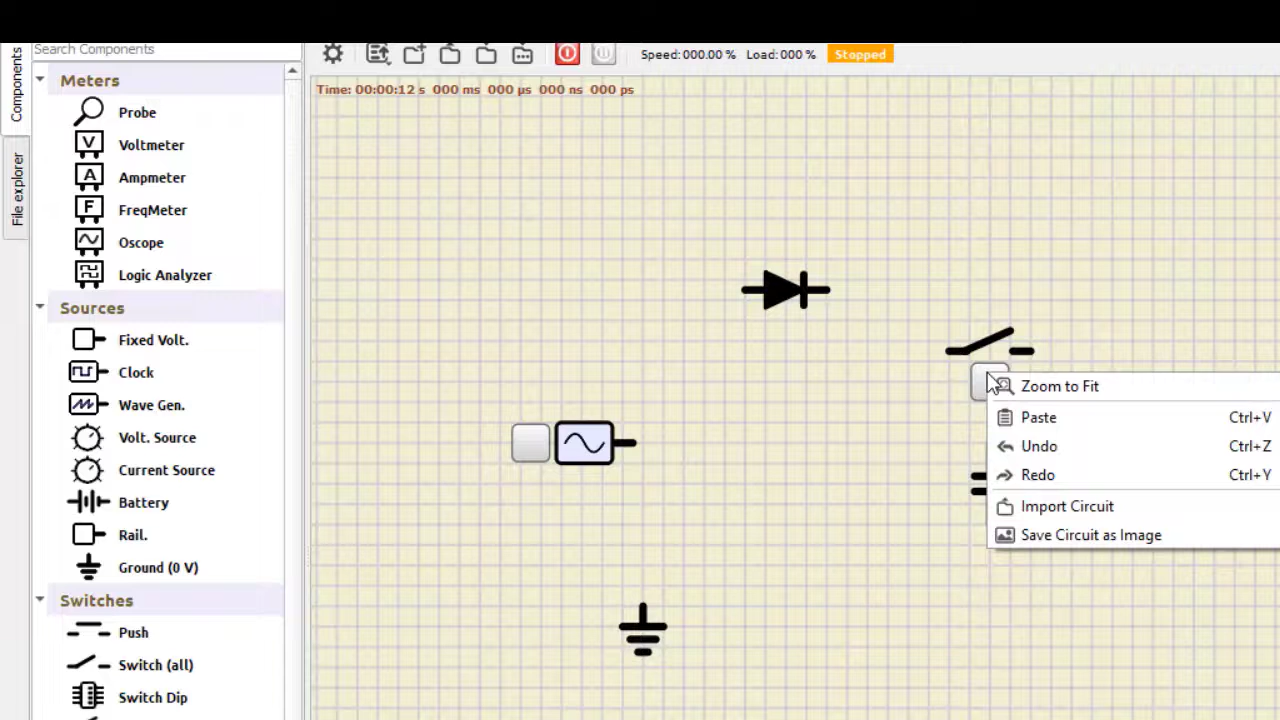 Components
File explorer
Search Components
Meters
Probe
V
Voltmeter
A
Ampmeter
F
FreqMeter
Oscope
Logic Analyzer
Sources
Fixed Volt.
Clock
Wave Gen.
Volt. Source
Current Source
Battery
Rail.
Ground (0 V)
Switches
Push
Switch (all)
Switch Dip
Speed: 000.00 % Load: 000 % Stopped
Time: 00:00:12 s 000 ms 000 µs 000 ns 000 ps
Zoom to Fit
Paste Ctrl+V
Undo Ctrl+Z
Redo Ctrl+Y
Import Circuit
Save Circuit as Image